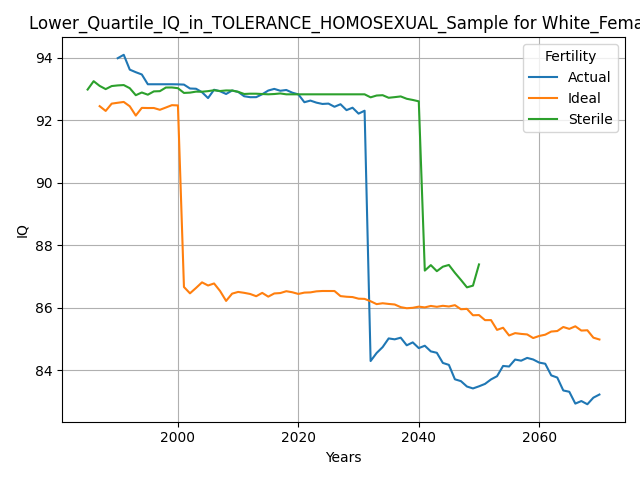 Lower_Quartile_IQ_in_TOLERANCE_HOMOSEXUAL_Sample for White_Fema
Fertility
Actual
Ideal
Sterile
IQ
94
92
90
88
86
84
2000
2020
2040
2060
Years